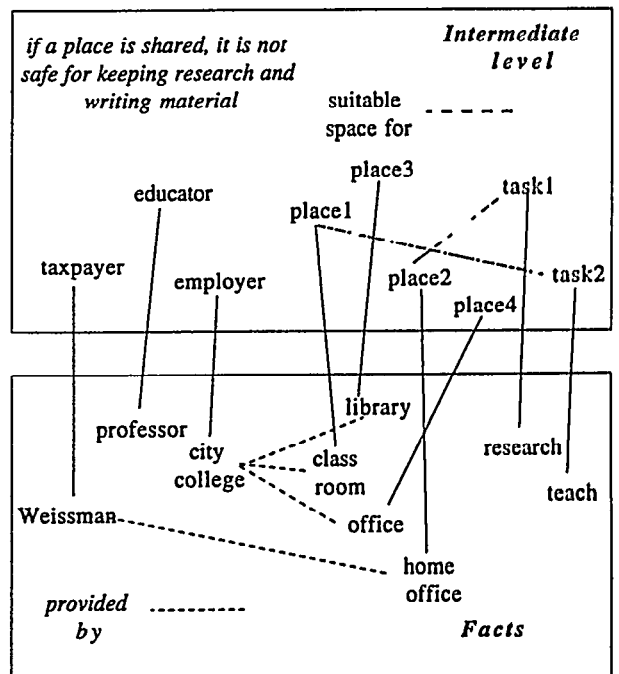 if a place is shared, it is not
safe for keeping research and
writing material
Intermediate
level
suitable
space for
place3
educator
task1
place1
taxpayer
employer
place2
task2
place4
library
professor
city
college
class
room
research
teach
Weissman
office
home
office
provided
by
Facts